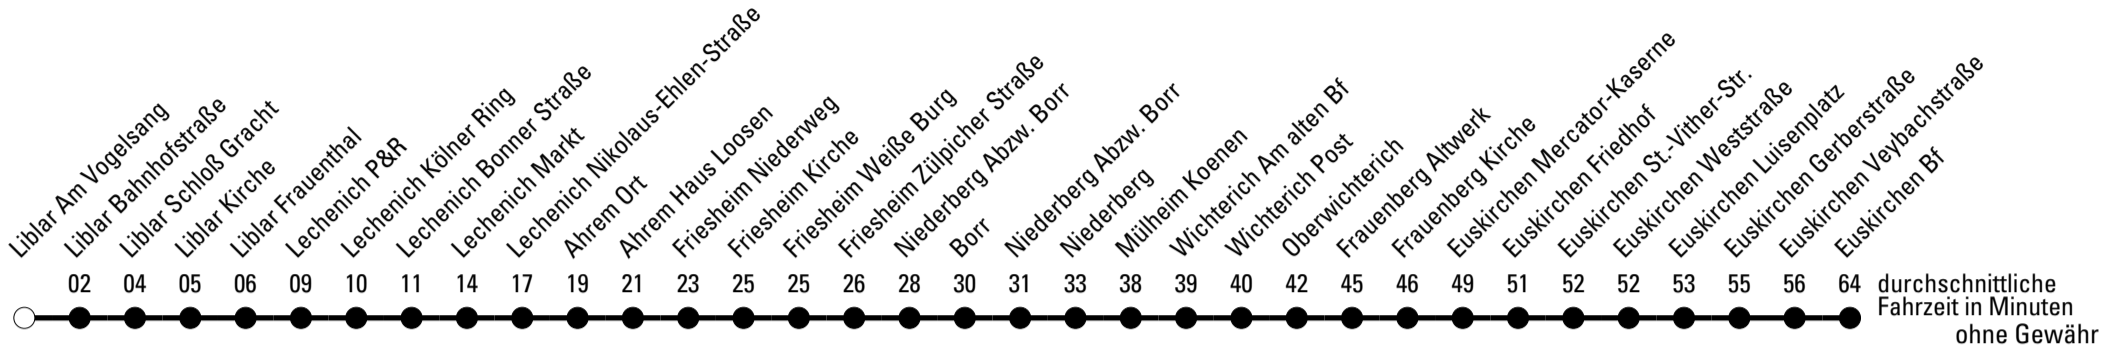 Liblar Am Vogelsang
Liblar Bahnhofstraße
Liblar Schloß Gracht
Liblar Kirche
Liblar Frauenthal
Lechenich P&R
Lechenich Kölner Ring
Lechenich Bonner Straße
Lechenich Markt
Lechenich Nikolaus-Ehlen-Straße
Ahrem Ort
Ahrem Haus Loosen
Friesheim Niederweg
Friesheim Kirche
Friesheim Weiße Burg
Friesheim Zülpicher Straße
Niederberg Abzw. Borr
Borr
Niederberg Abzw. Borr
Niederberg
Mülheim Koenen
Wichterich Am alten Bf
Wichterich Post
Oberwichterich
Frauenberg Altwerk
Frauenberg Kirche
Euskirchen Mercator-Kaserne
Euskirchen Friedhof
Euskirchen St.-Vither-Str.
Euskirchen Weststraße
Euskirchen Luisenplatz
Euskirchen Gerberstraße
Euskirchen Veybachstraße
Euskirchen Bf
02 04 05 06 09 10 11 14 17 19 21 23 25 25 26 28 30 31 33 38 39 40 42 45 46 49 51 52 52 53 55 56 64 durchschnittliche
Fahrzeit in Minuten
ohne Gewähr